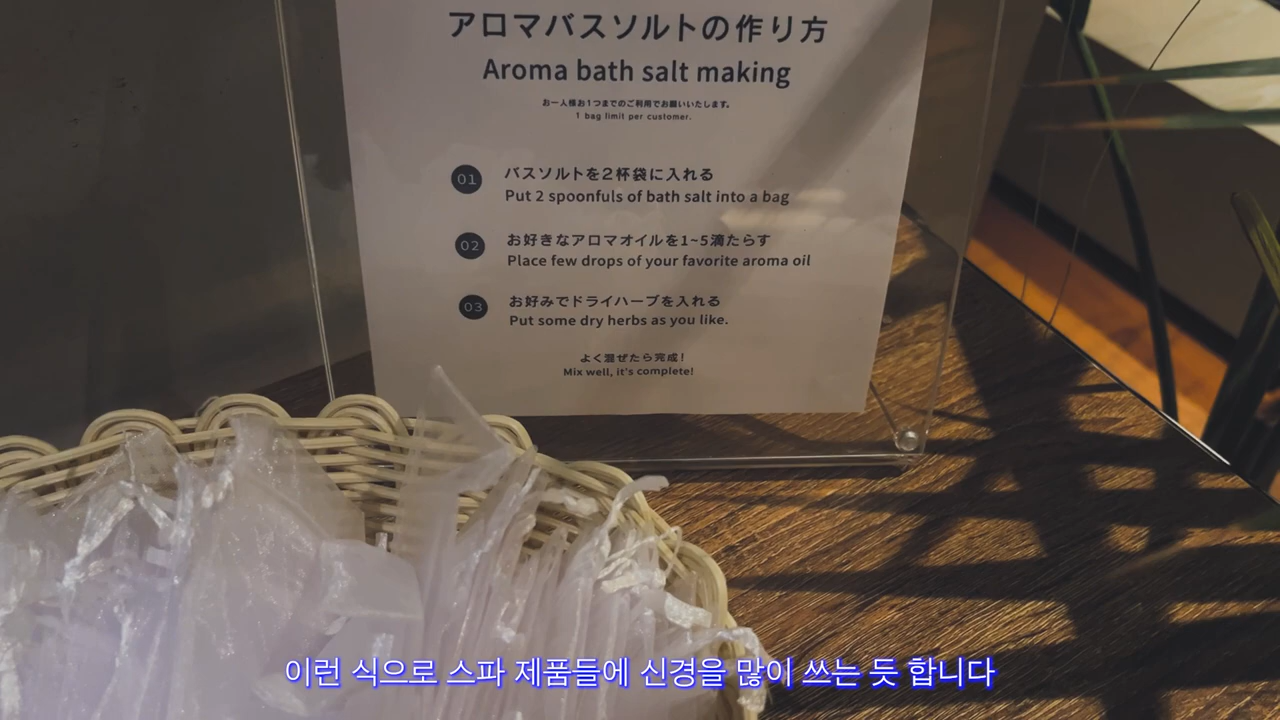 アロマバスソルトの作り方
Aroma bath salt making
お一人様お1つまでのご利用でお願いいたします。
1 bag limit per customer.
01
バスソルトを2杯袋に入れる
Put 2 spoonfuls of bath salt into a bag
02
お好きなアロマオイルを1~5滴たらす
Place few drops of your favorite aroma oil
03
お好みでドライハーブを入れる
Put some dry herbs as you like.
よく混ぜたら完成!
Mix well, it's complete!
이런 식으로 스파 제품들에 신경을 많이 쓰는 듯 합니다